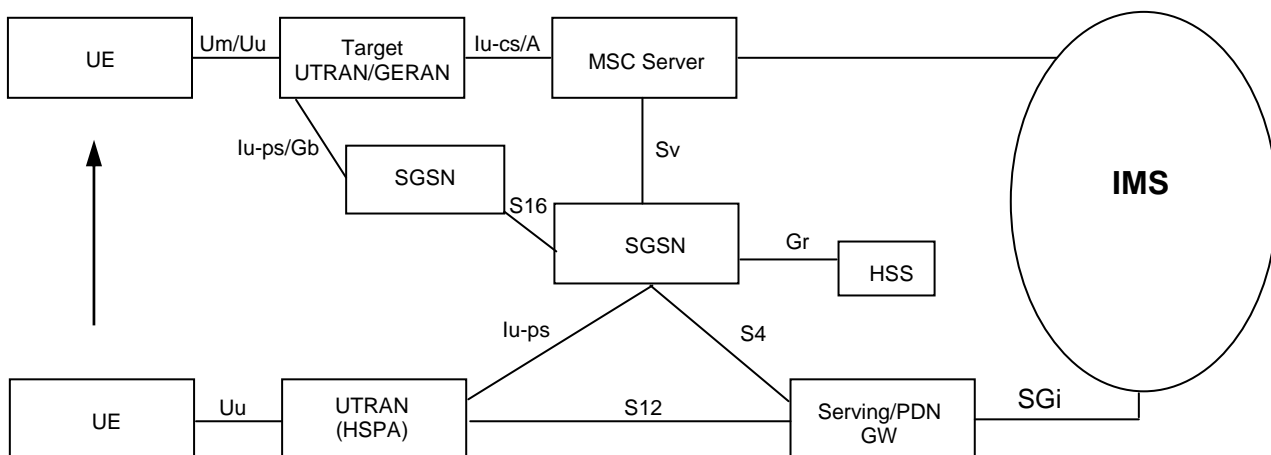 UE
Um/Uu
Target
UTRAN/GERAN
Iu-cs/A
MSC Server
Iu-ps/Gb
SGSN
Sv
IMS
S16
SGSN
Gr
HSS
Iu-ps
S4
UE
Uu
UTRAN
(HSPA)
S12
Serving/PDN
GW
SGi